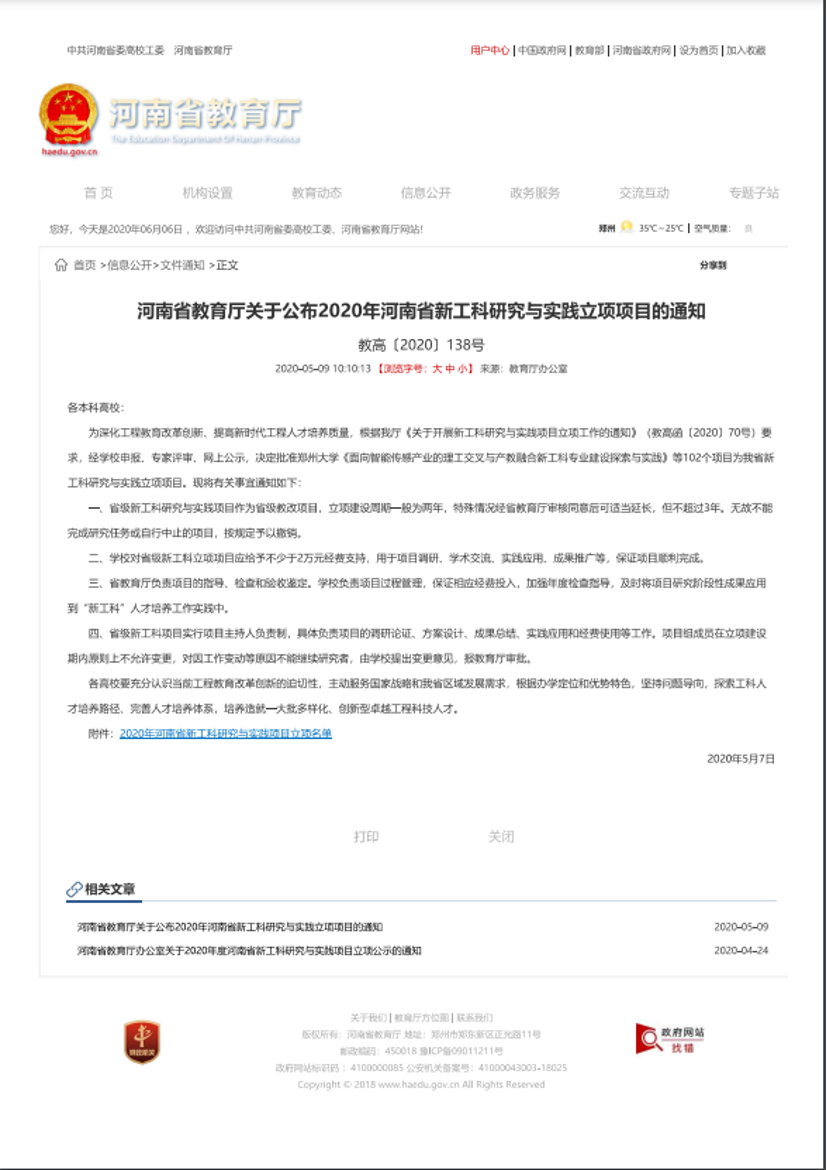 中共河南省委高校工委 河南省教育厅
用户中心 | 中国政府网 | 教育部 | 河南省政府网 | 设为首页 | 加入收藏
河南省教育厅
The Education Department Of Henan Province
haedu.gov.cn
首页 机构设置 教育动态 信息公开 政务服务 交流互动 专题子站
您好，今天是2020年06月06日，欢迎访问中共河南省委高校工委、河南省教育厅网站!
郑州 35℃~25℃ | 空气质量： 良
首页 >信息公开>文件通知 >正文
分享到
河南省教育厅关于公布2020年河南省新工科研究与实践立项项目的通知
教高〔2020〕138号
2020-05-09 10:10:13 【浏览字号：大 中 小】 来源：教育厅办公室
各本科高校：
为深化工程教育改革创新、提高新时代工程人才培养质量，根据我厅《关于开展新工科研究与实践项目立项工作的通知》（教高函〔2020〕70号）要
求，经学校申报、专家评审、网上公示，决定批准郑州大学《面向智能传感产业的理工交叉与产教融合新工科专业建设探索与实践》等102个项目为我省新
工科研究与实践立项项目。现将有关事宜通知如下：
一、省级新工科研究与实践项目作为省级教改项目，立项建设周期一般为两年，特殊情况经省教育厅审核同意后可适当延长，但不超过3年。无故不能
完成研究任务或自行中止的项目，按规定予以撤销。
二、学校对省级新工科立项项目应给予不少于2万元经费支持，用于项目调研、学术交流、实践应用、成果推广等，保证项目顺利完成。
三、省教育厅负责项目的指导、检查和验收鉴定。学校负责项目过程管理，保证相应经费投入，加强年度检查指导，及时将项目研究阶段性成果应用
到“新工科”人才培养工作实践中。
四、省级新工科项目实行项目主持人负责制，具体负责项目的调研论证、方案设计、成果总结、实践应用和经费使用等工作。项目组成员在立项建设
期内原则上不允许变更，对因工作变动等原因不能继续研究者，由学校提出变更意见，报教育厅审批。
各高校要充分认识当前工程教育改革创新的迫切性，主动服务国家战略和我省区域发展需求，根据办学定位和优势特色，坚持问题导向，探索工科人
才培养路径、完善人才培养体系，培养造就一大批多样化、创新型卓越工程科技人才。
附件：2020年河南省新工科研究与实践项目立项名单
2020年5月7日
打印 关闭
相关文章
河南省教育厅关于公布2020年河南省新工科研究与实践立项项目的通知 2020-05-09
河南省教育厅办公室关于2020年度河南省新工科研究与实践项目立项公示的通知 2020-04-24
关于我们 | 教育厅方位图 | 联系我们
版权所有：河南省教育厅 地址：郑州市郑东新区正光路11号
邮政编码：450018 豫ICP备09011211号
政府网站标识码：4100000085 公安机关备案号：41000043003-18025
Copyright © 2018 www.haedu.gov.cn All Rights Reserved
党政机关
政府网站
找错